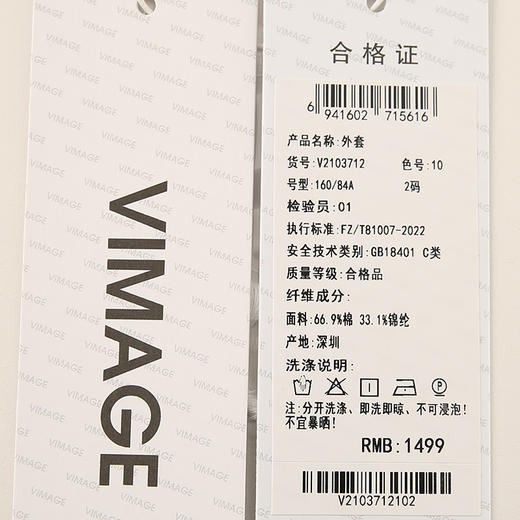 VIMAGE
合格证
6 941602 715616
产品名称:外套
货号:V2103712 色号:10
号型:160/84A 2码
检验员:01
执行标准:FZ/T81007-2022
安全技术类别:GB18401 C类
质量等级:合格品
纤维成分:
面料:66.9%棉 33.1%锦纶
产地:深圳
洗涤说明:
注:分开洗涤、即洗即晾、不可浸泡!
不宜暴晒!
RMB:1499
V2103712102